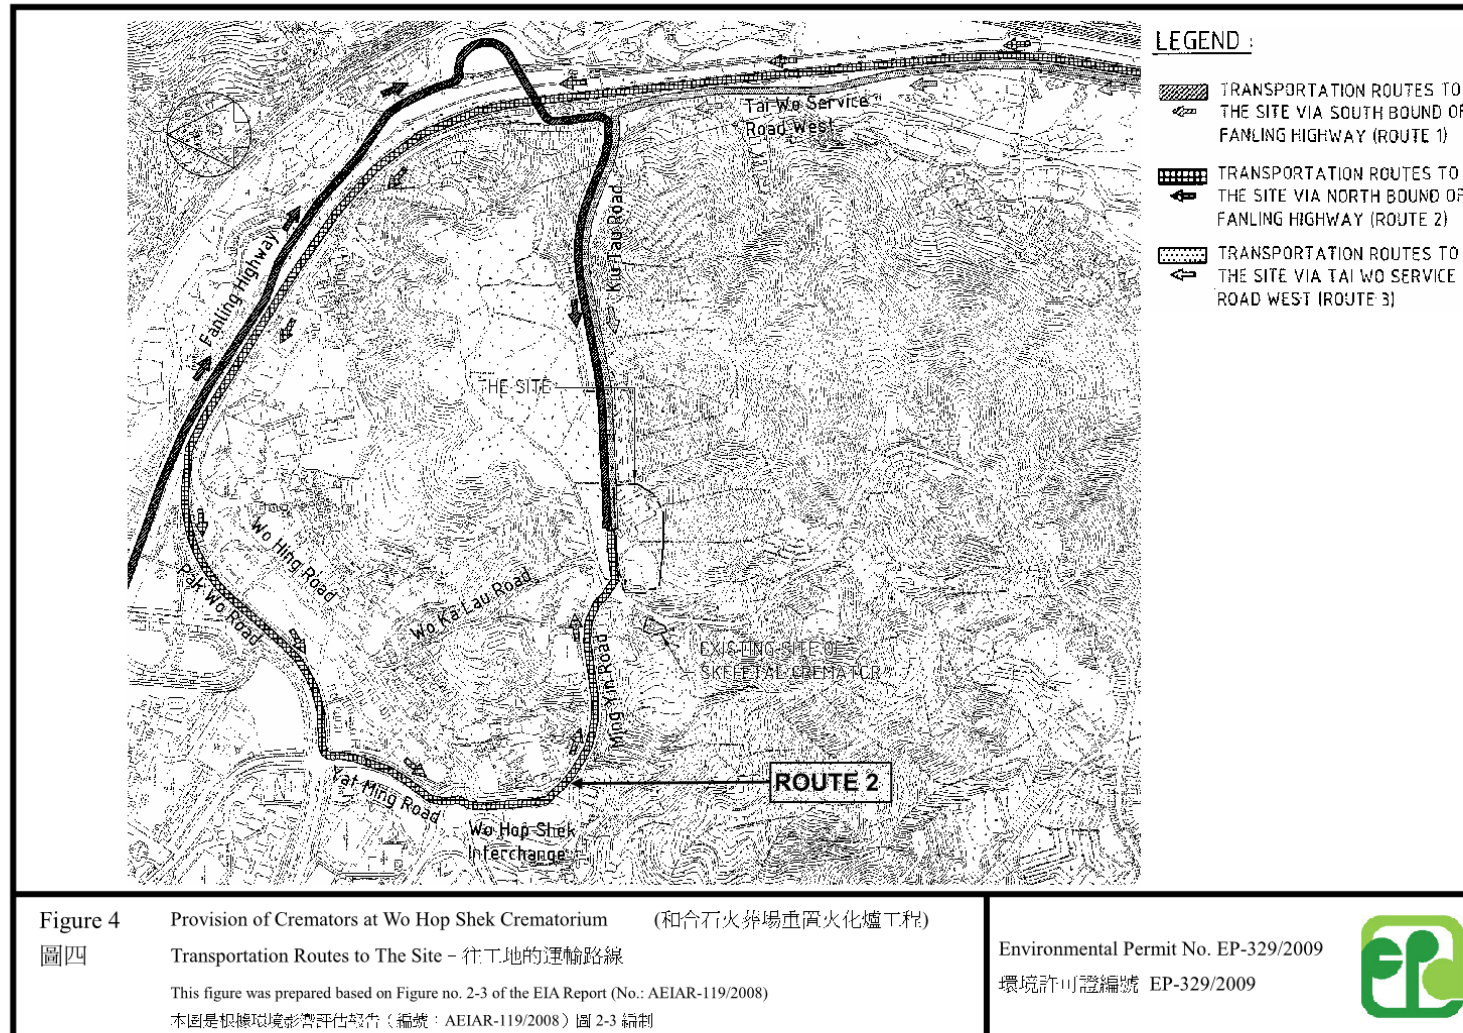 LEGEND :
TRANSPORTATION ROUTES TO
THE SITE VIA SOUTH BOUND OF
FANLING HIGHWAY (ROUTE 1)
TRANSPORTATION ROUTES TO
THE SITE VIA NORTH BOUND OF
FANLING HIGHWAY (ROUTE 2)
TRANSPORTATION ROUTES TO
THE SITE VIA TAI WO SERVICE
ROAD WEST (ROUTE 3)
Tai Wo Service
Road West
Kiu Tau Road
Fanling Highway
THE SITE
Wo Hing Road
Pak Wo Road
Wo Ka Lau Road
EXISTING SITE OF
SKELETAL CREMATOR
Ming Yin Road
ROUTE 2
Yat Ming Road
Wo Hop Shek
Interchange
Figure 4
圖四
Provision of Cremators at Wo Hop Shek Crematorium (和合石火葬場重置火化爐工程)
Transportation Routes to The Site – 往工地的運輸路線
This figure was prepared based on Figure no. 2-3 of the EIA Report (No.: AEIAR-119/2008)
本圖是根據環境影響評估報告（編號：AEIAR-119/2008）圖 2-3 編制
Environmental Permit No. EP-329/2009
環境許可證編號 EP-329/2009